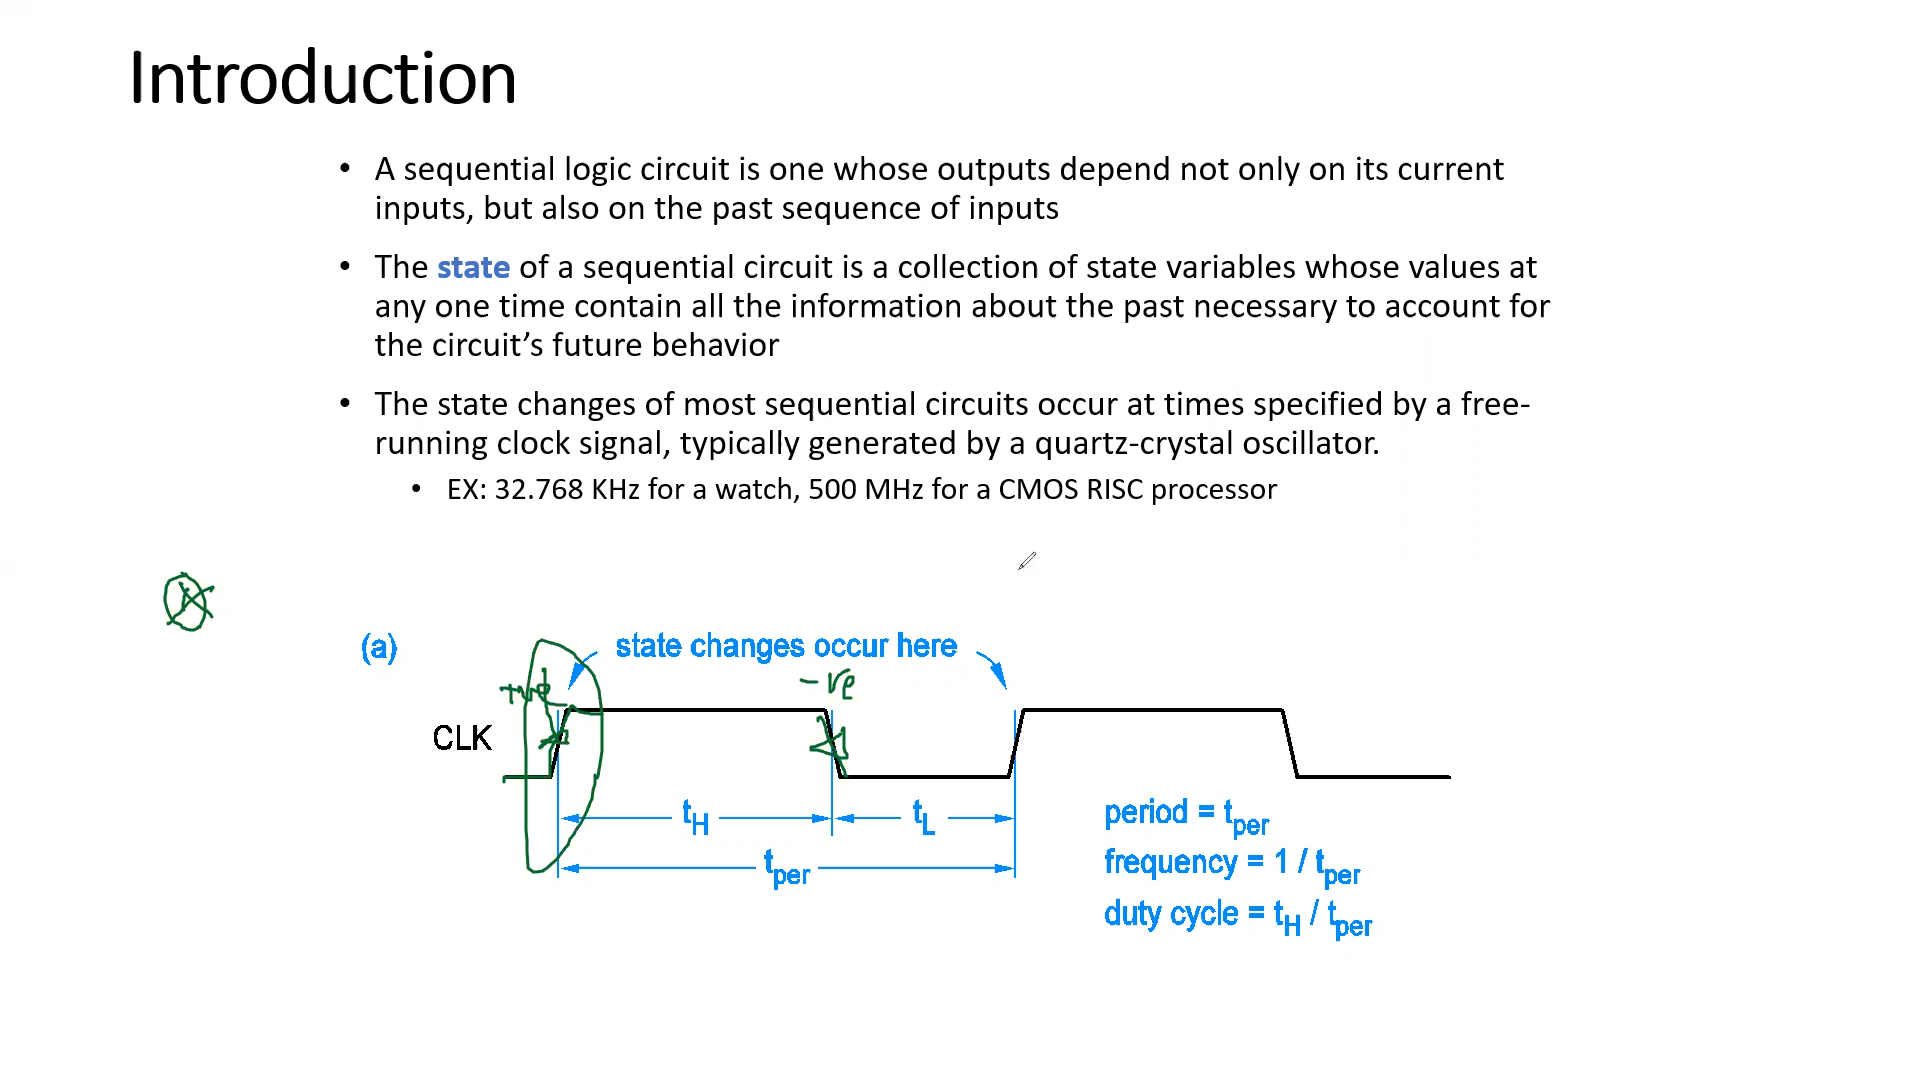 Introduction
• A sequential logic circuit is one whose outputs depend not only on its current
inputs, but also on the past sequence of inputs
• The state of a sequential circuit is a collection of state variables whose values at
any one time contain all the information about the past necessary to account for
the circuit’s future behavior
• The state changes of most sequential circuits occur at times specified by a free-
running clock signal, typically generated by a quartz-crystal oscillator.
• EX: 32.768 KHz for a watch, 500 MHz for a CMOS RISC processor
(a)
state changes occur here
+ve
-ve
CLK
tH
tL
tper
period = tper
frequency = 1 / tper
duty cycle = tH / tper